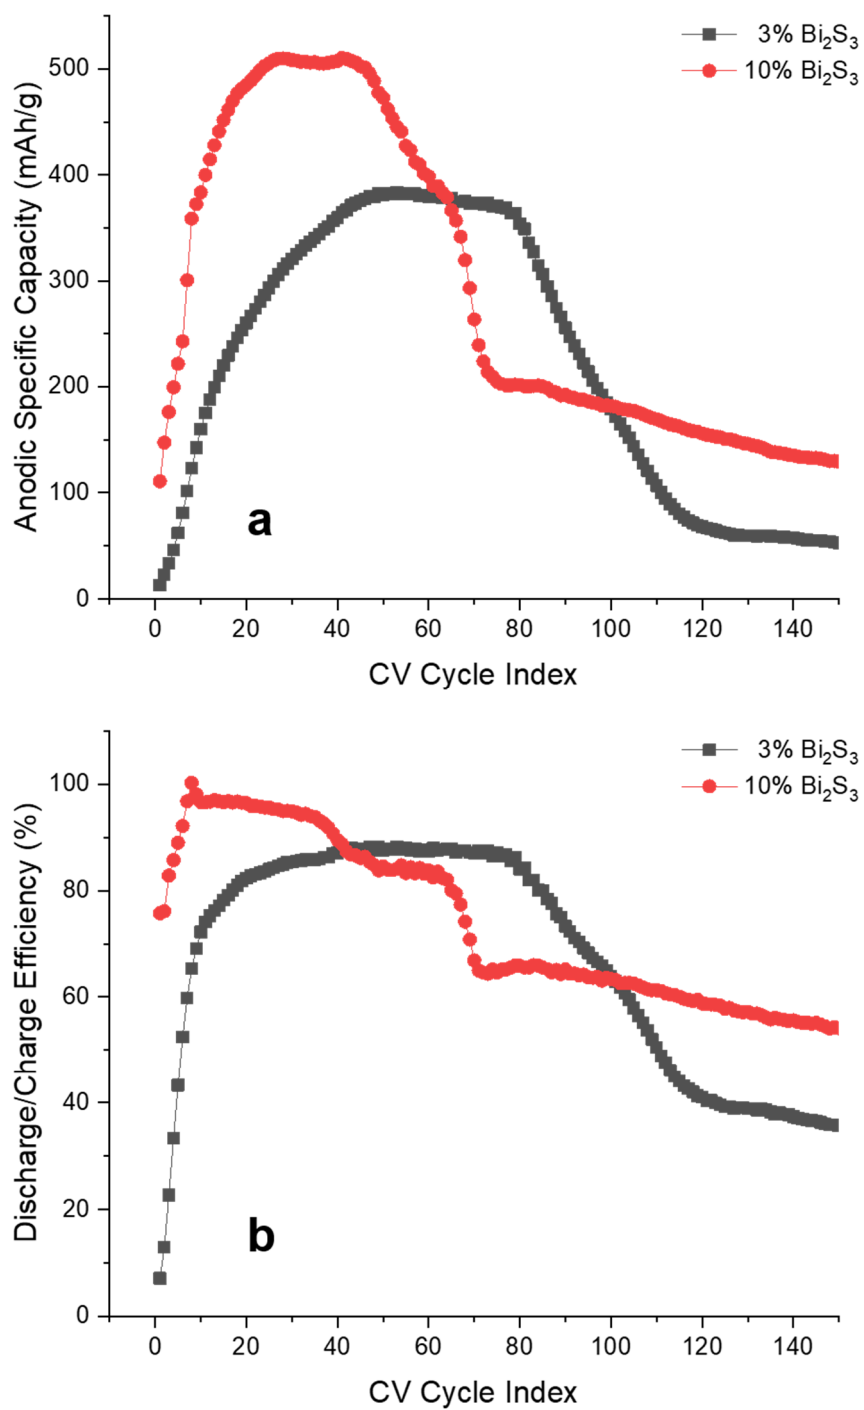 3% Bi₂S₃
10% Bi₂S₃
500
400
300
200
100
0
Anodic Specific Capacity (mAh/g)
a
0 20 40 60 80 100 120 140
CV Cycle Index
3% Bi₂S₃
10% Bi₂S₃
100
80
60
40
20
0
Discharge/Charge Efficiency (%)
b
0 20 40 60 80 100 120 140
CV Cycle Index